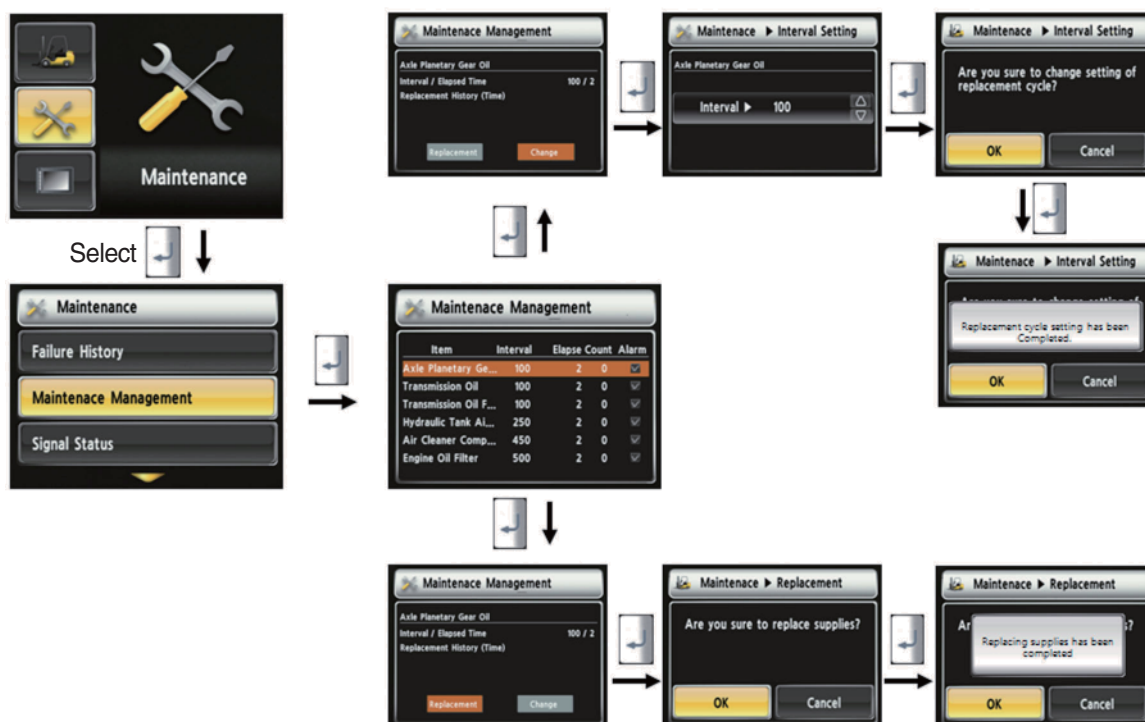 Maintenance
Select
Maintenance
Failure History
Maintenace Management
Signal Status
Maintenace Management
Item Interval Elapse Count Alarm
Axle Planetary Ge... 100 2 0
Transmission Oil 100 2 0
Transmission Oil F... 100 2 0
Hydraulic Tank Ai... 250 2 0
Air Cleaner Comp... 450 2 0
Engine Oil Filter 500 2 0
Maintenace Management
Axle Planetary Gear Oil
Interval / Elapsed Time 100 / 2
Replacement History (Time)
Replacement Change
Maintenace ▶ Interval Setting
Axle Planetary Gear Oil
Interval ▶ 100
Maintenace ▶ Interval Setting
Are you sure to change setting of
replacement cycle?
OK Cancel
Maintenace ▶ Interval Setting
Replacement cycle setting has been
Completed.
OK Cancel
Maintenace Management
Axle Planetary Gear Oil
Interval / Elapsed Time 100 / 2
Replacement History (Time)
Replacement Change
Maintenace ▶ Replacement
Are you sure to replace supplies?
OK Cancel
Maintenace ▶ Replacement
Replacing supplies has been
completed
OK Cancel